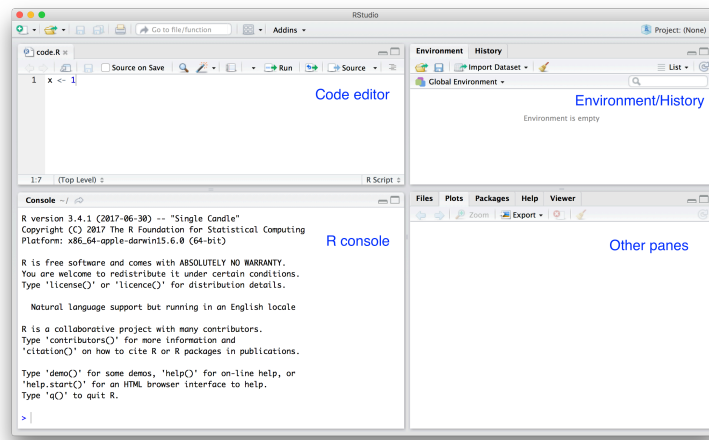 RStudio
Go to file/function
Addins
Project: (None)
code.R
Source on Save
Run
Source
1 x <- 1
Code editor
1:7 (Top Level)
R Script
Console ~/
R version 3.4.1 (2017-06-30) -- "Single Candle"
Copyright (C) 2017 The R Foundation for Statistical Computing
Platform: x86_64-apple-darwin15.6.0 (64-bit)
R console
R is free software and comes with ABSOLUTELY NO WARRANTY.
You are welcome to redistribute it under certain conditions.
Type 'license()' or 'licence()' for distribution details.
Natural language support but running in an English locale
R is a collaborative project with many contributors.
Type 'contributors()' for more information and
'citation()' on how to cite R or R packages in publications.
Type 'demo()' for some demos, 'help()' for on-line help, or
'help.start()' for an HTML browser interface to help.
Type 'q()' to quit R.
>
Environment History
Import Dataset
List
Global Environment
Environment/History
Environment is empty
Files Plots Packages Help Viewer
Zoom Export
Other panes